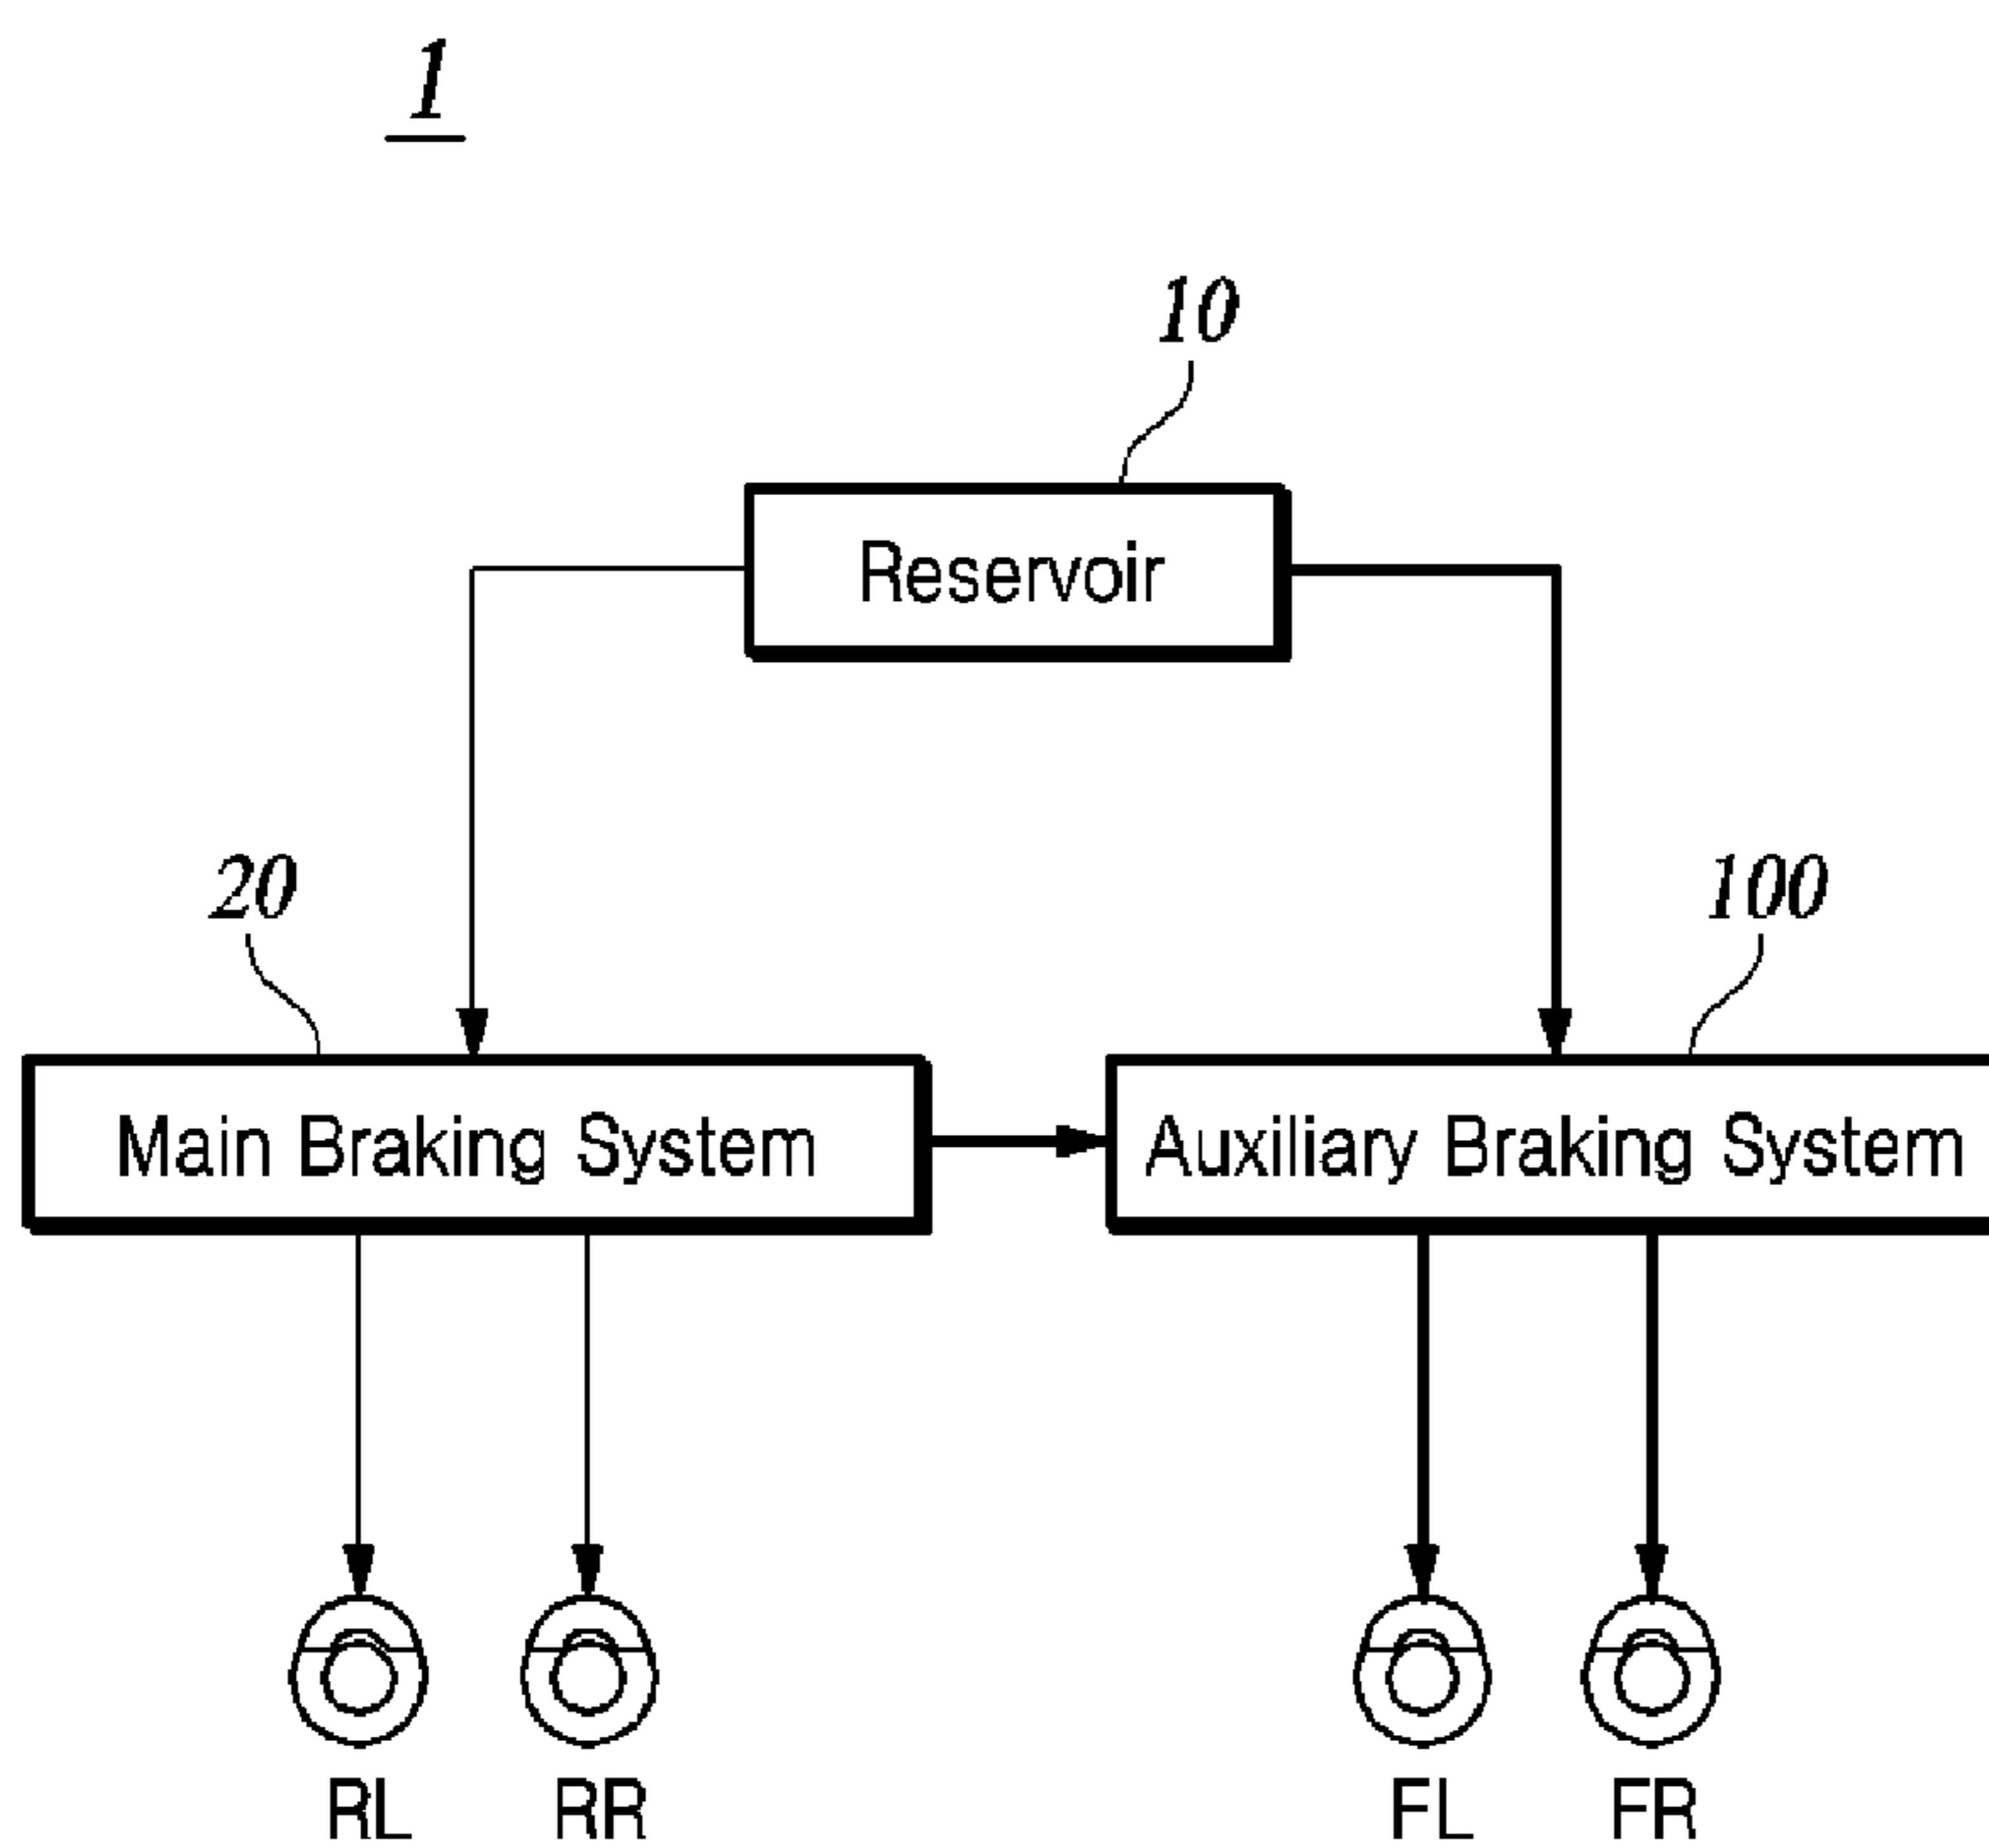 1
10
Reservoir
20
100
Main Braking System
Auxiliary Braking System
RL
RR
FL
FR